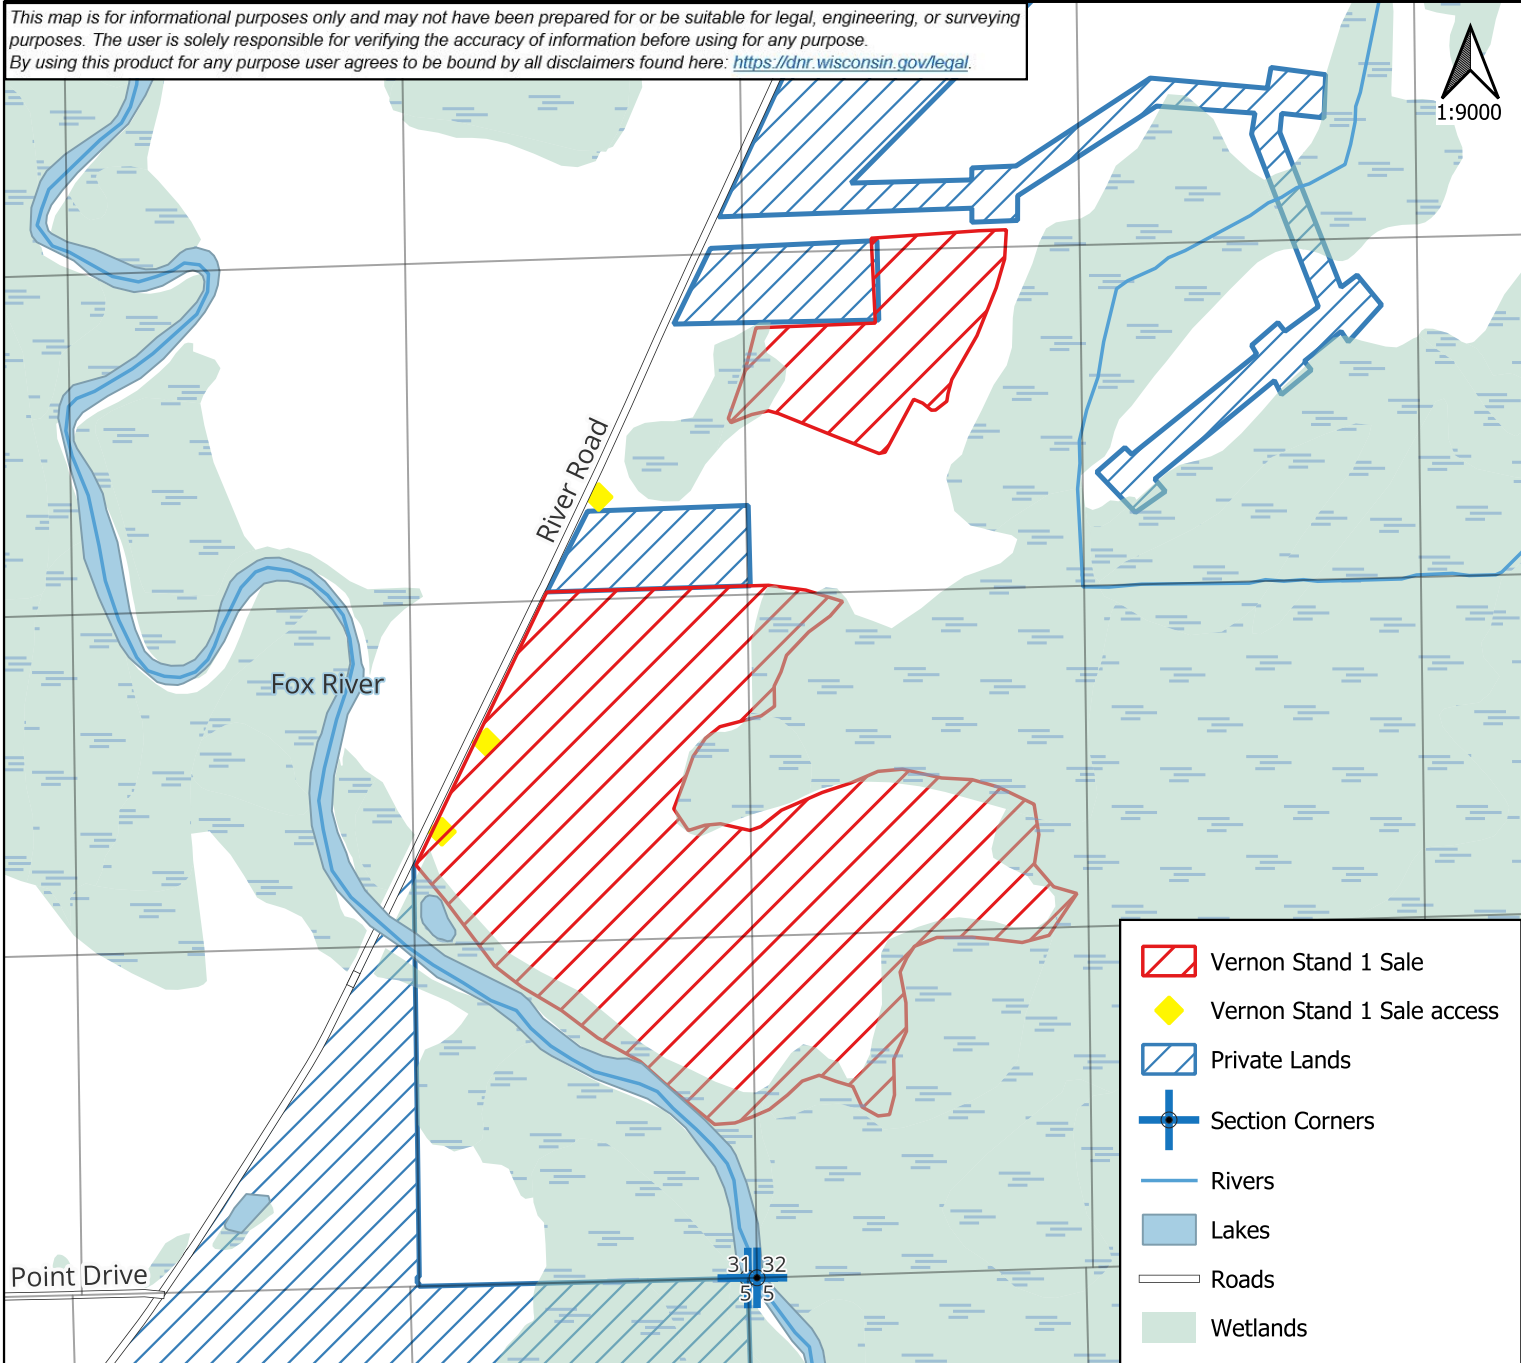 This map is for informational purposes only and may not have been prepared for or be suitable for legal, engineering, or surveying
purposes. The user is solely responsible for verifying the accuracy of information before using for any purpose.
By using this product for any purpose user agrees to be bound by all disclaimers found here: https://dnr.wisconsin.gov/legal.
1:9000
River Road
Fox River
Point Drive
31 32
5 5
Vernon Stand 1 Sale
Vernon Stand 1 Sale access
Private Lands
Section Corners
Rivers
Lakes
Roads
Wetlands